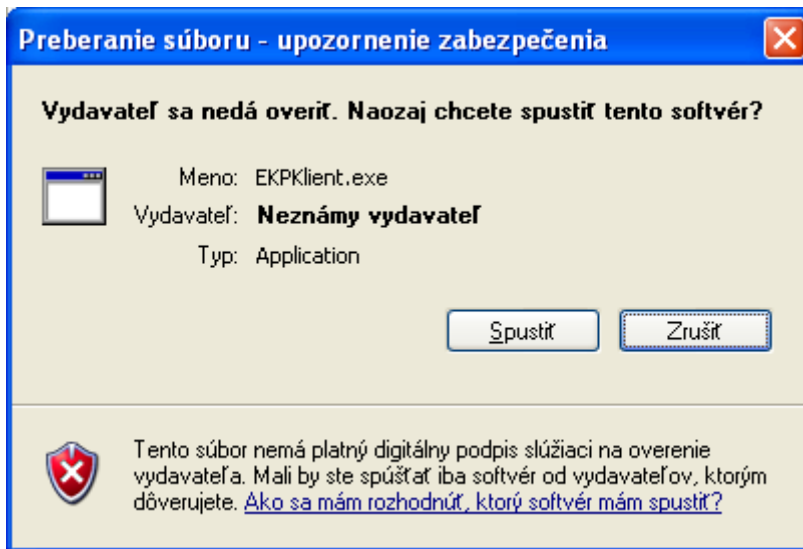 Preberanie súboru - upozornenie zabezpečenia
Vydavateľ sa nedá overiť. Naozaj chcete spustiť tento softvér?
Meno: EKPKlient.exe
Vydavateľ: Neznámy vydavateľ
Typ: Application
Spustiť Zrušiť
Tento súbor nemá platný digitálny podpis slúžiaci na overenie
vydavateľa. Mali by ste spúšťať iba softvér od vydavateľov, ktorým
dôverujete. Ako sa mám rozhodnúť, ktorý softvér mám spustiť?